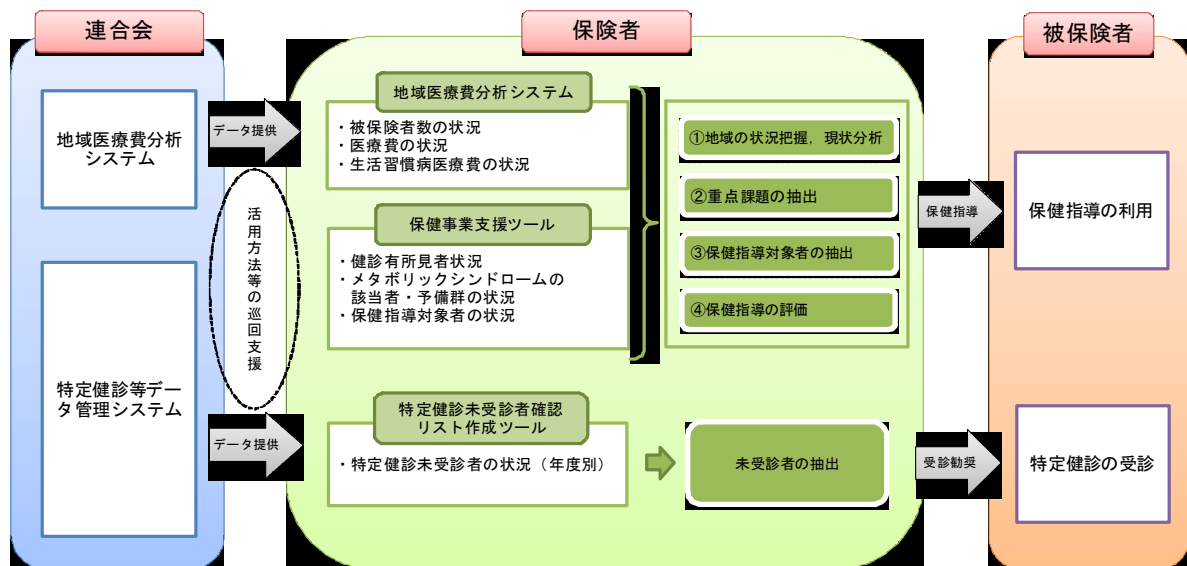 連合会
地域医療費分析
システム
特定健診等デー
タ管理システム
データ提供
活用方法等の巡回支援
データ提供
保険者
地域医療費分析システム
・被保険者数の状況
・医療費の状況
・生活習慣病医療費の状況
保健事業支援ツール
・健診有所見者状況
・メタボリックシンドロームの
該当者・予備群の状況
・保健指導対象者の状況
①地域の状況把握，現状分析
②重点課題の抽出
③保健指導対象者の抽出
④保健指導の評価
特定健診未受診者確認
リスト作成ツール
・特定健診未受診者の状況（年度別）
未受診者の抽出
保健指導
受診勧奨
被保険者
保健指導の利用
特定健診の受診